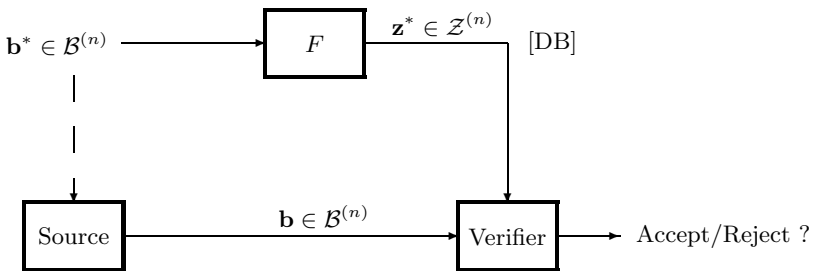 b* ∈ ℬ⁽ⁿ⁾
F
z* ∈ 𝒵⁽ⁿ⁾
[DB]
Source
b ∈ ℬ⁽ⁿ⁾
Verifier
Accept/Reject ?